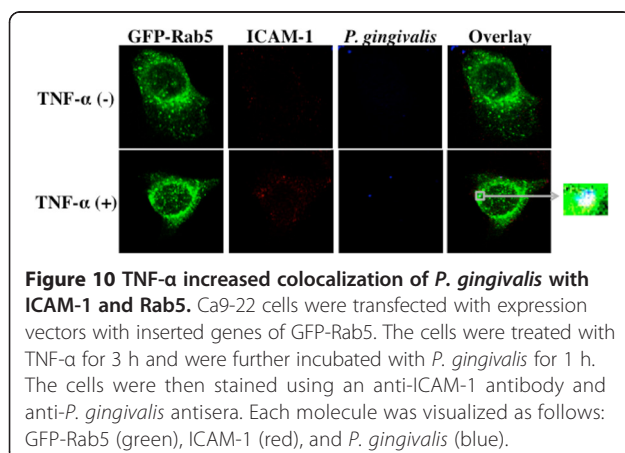 GFP-Rab5 ICAM-1 P. gingivalis Overlay
TNF-α (-)
TNF-α (+)
Figure 10 TNF-α increased colocalization of P. gingivalis with
ICAM-1 and Rab5. Ca9-22 cells were transfected with expression
vectors with inserted genes of GFP-Rab5. The cells were treated with
TNF-α for 3 h and were further incubated with P. gingivalis for 1 h.
The cells were then stained using an anti-ICAM-1 antibody and
anti-P. gingivalis antisera. Each molecule was visualized as follows:
GFP-Rab5 (green), ICAM-1 (red), and P. gingivalis (blue).